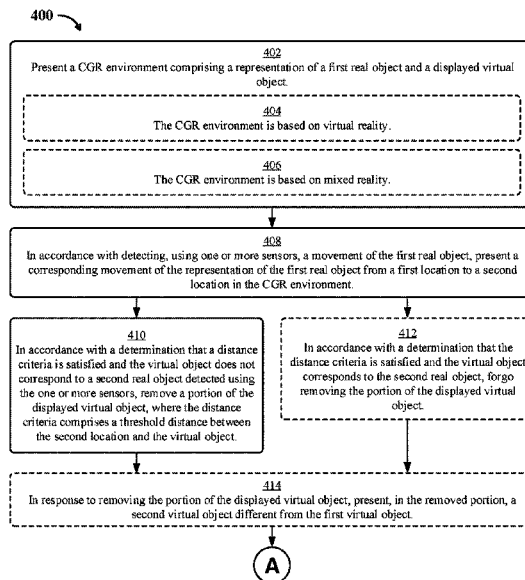 400
402
Present a CGR environment comprising a representation of a first real object and a displayed virtual
object.
404
The CGR environment is based on virtual reality.
406
The CGR environment is based on mixed reality.
408
In accordance with detecting, using one or more sensors, a movement of the first real object, present a
corresponding movement of the representation of the first real object from a first location to a second
location in the CGR environment.
410
In accordance with a determination that a distance
criteria is satisfied and the virtual object does not
correspond to a second real object detected using
the one or more sensors, remove a portion of the
displayed virtual object, where the distance
criteria comprises a threshold distance between
the second location and the virtual object.
412
In accordance with a determination that the
distance criteria is satisfied and the virtual object
corresponds to the second real object, forgo
removing the portion of the displayed virtual
object.
414
In response to removing the portion of the displayed virtual object, present, in the removed portion, a
second virtual object different from the first virtual object.
A